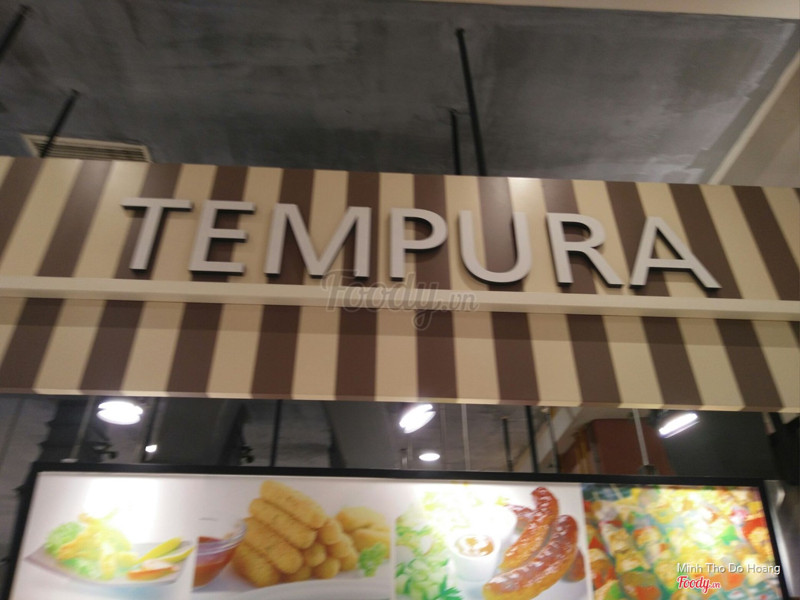 TEMPURA
Foody.vn
Minh Tho Do Hoang
Foody.vn